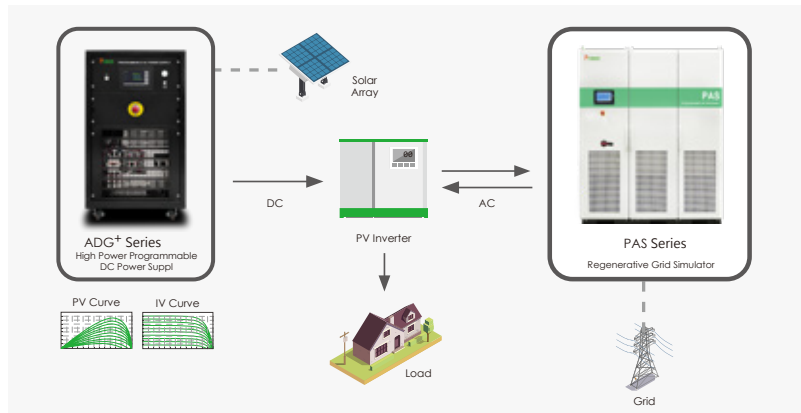 Solar
Array
PAS
DC
AC
PV Inverter
ADG+ Series
High Power Programmable
DC Power Suppl
PAS Series
Regenerative Grid Simulator
PV Curve
IV Curve
Load
Grid